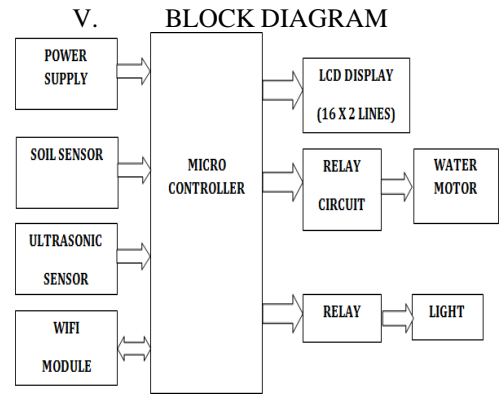 V. BLOCK DIAGRAM
POWER
SUPPLY
SOIL SENSOR
ULTRASONIC
SENSOR
WIFI
MODULE
MICRO
CONTROLLER
LCD DISPLAY
(16 X 2 LINES)
RELAY
CIRCUIT
WATER
MOTOR
RELAY
LIGHT